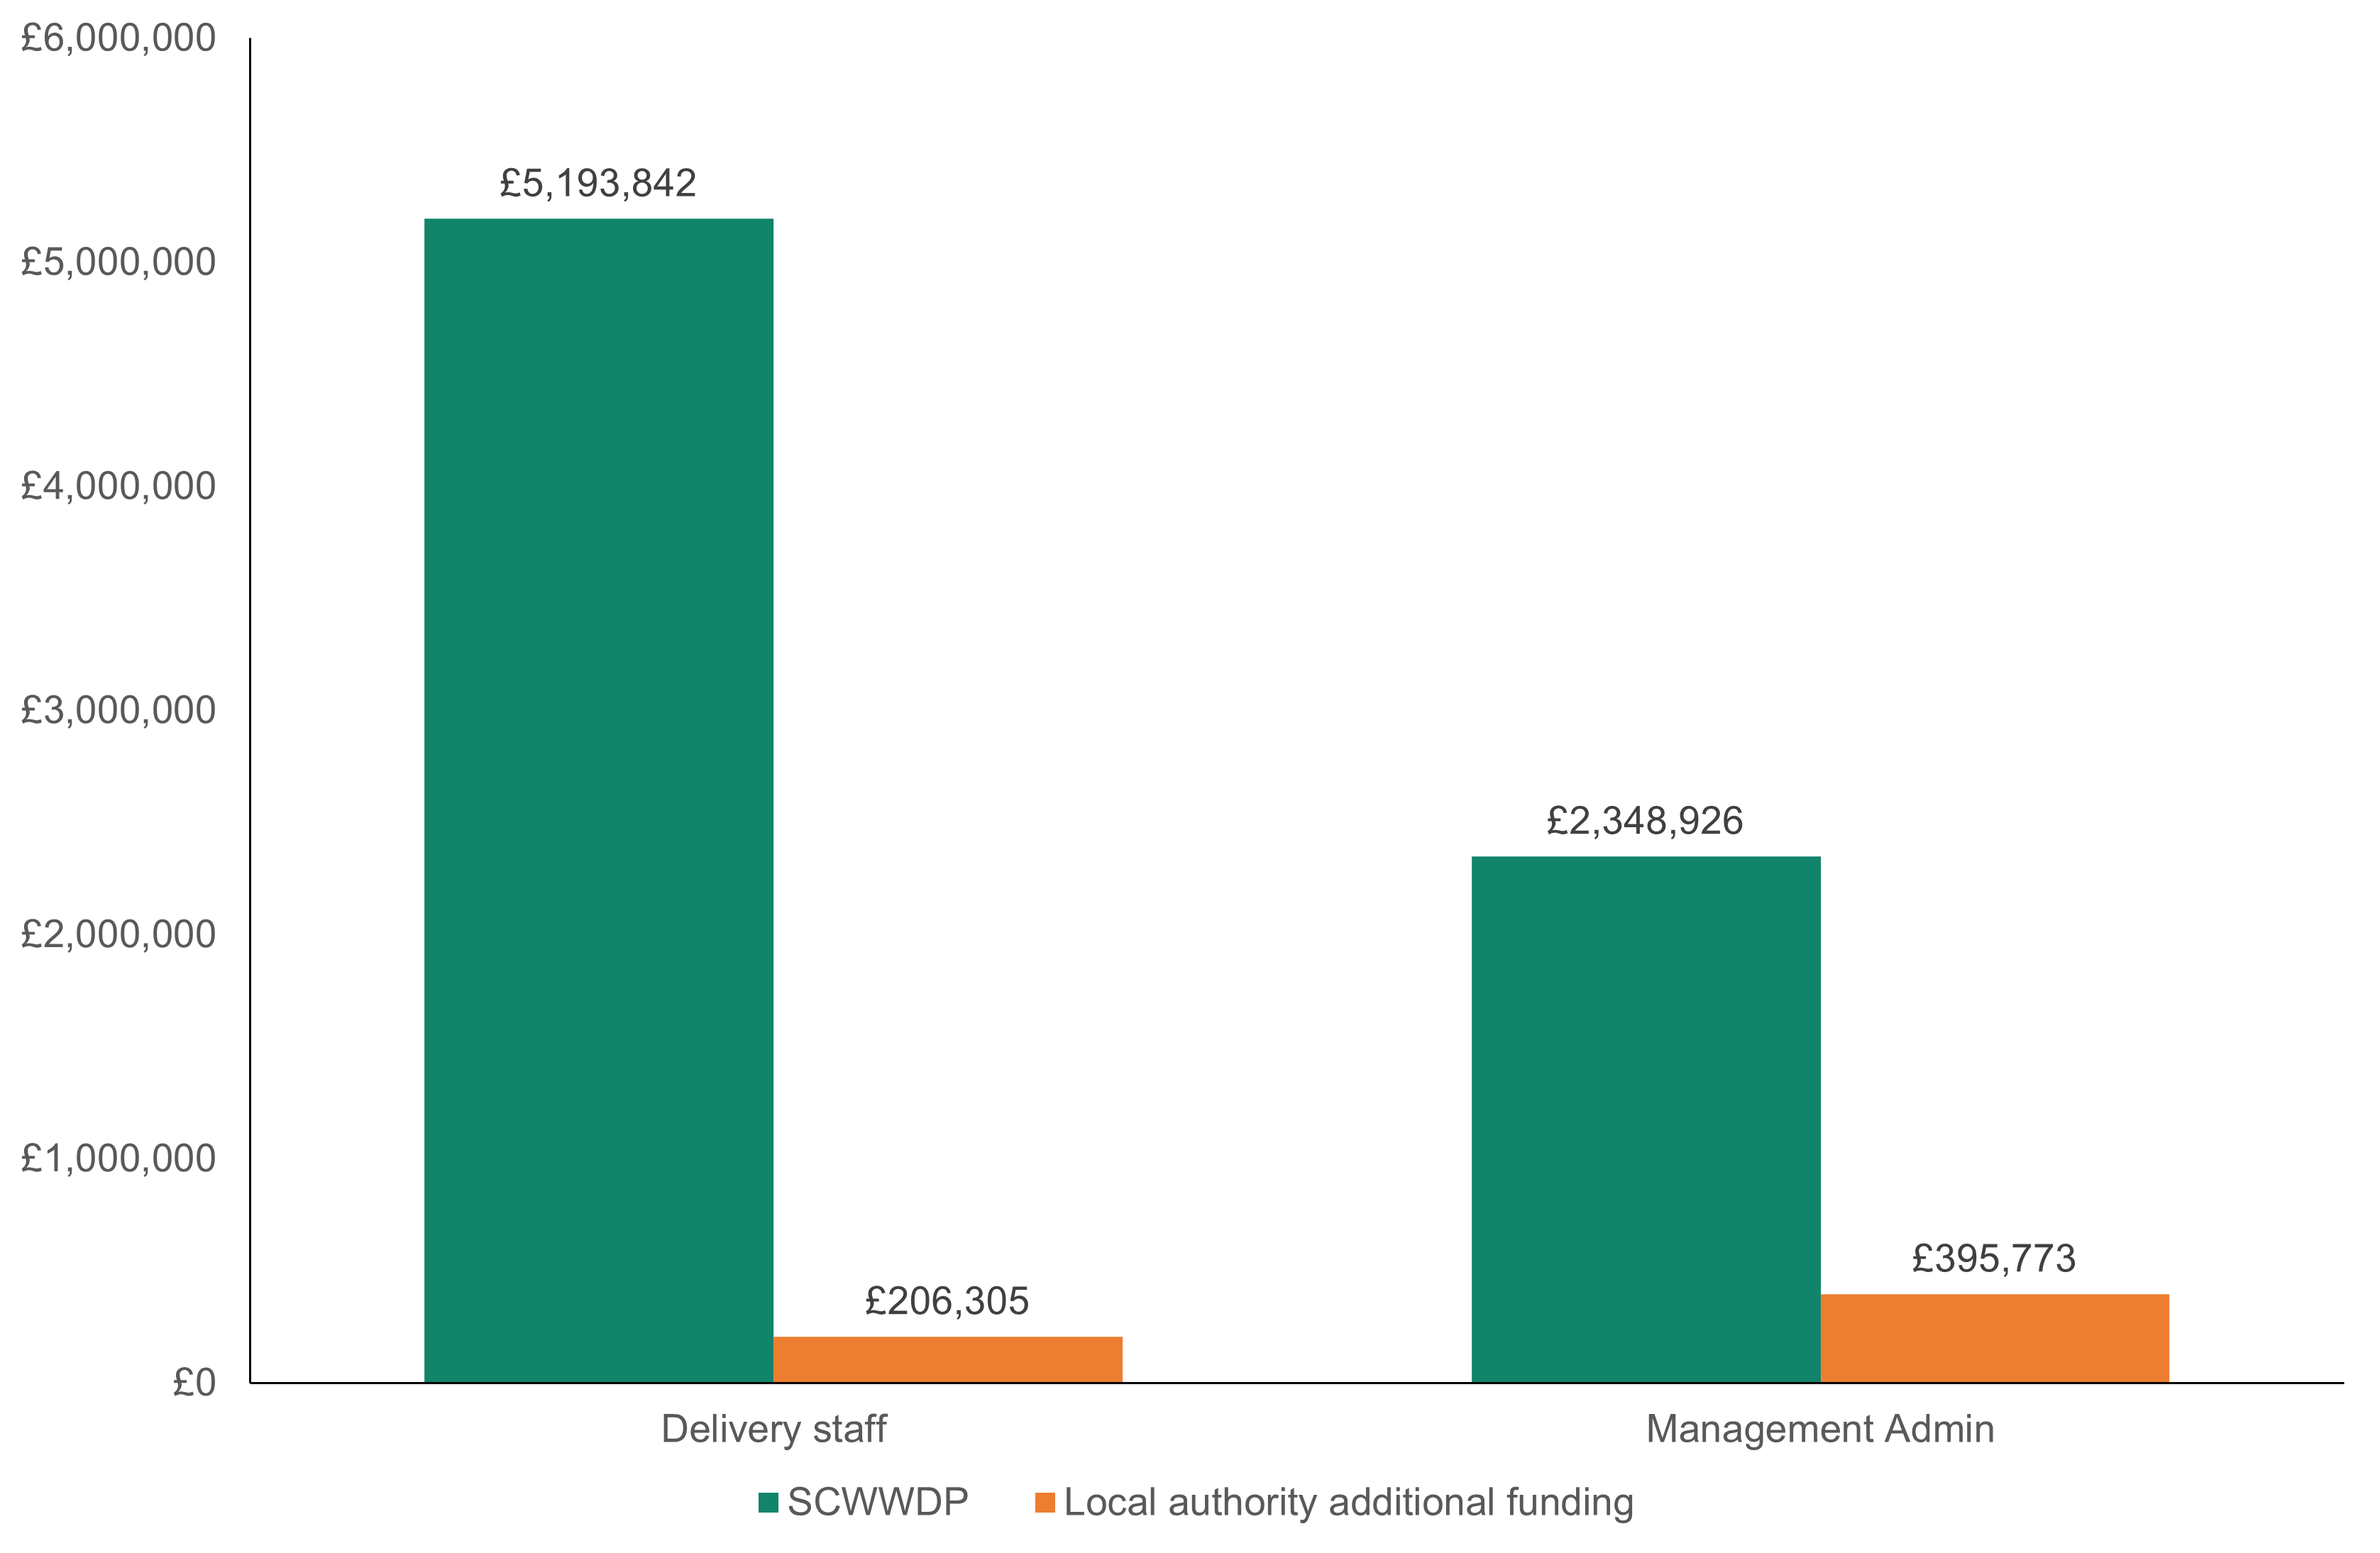 £6,000,000
£5,193,842
£5,000,000
£4,000,000
£3,000,000
£2,348,926
£2,000,000
£1,000,000
£395,773
£206,305
£0
Delivery staff
Management Admin
SCWWDP
Local authority additional funding